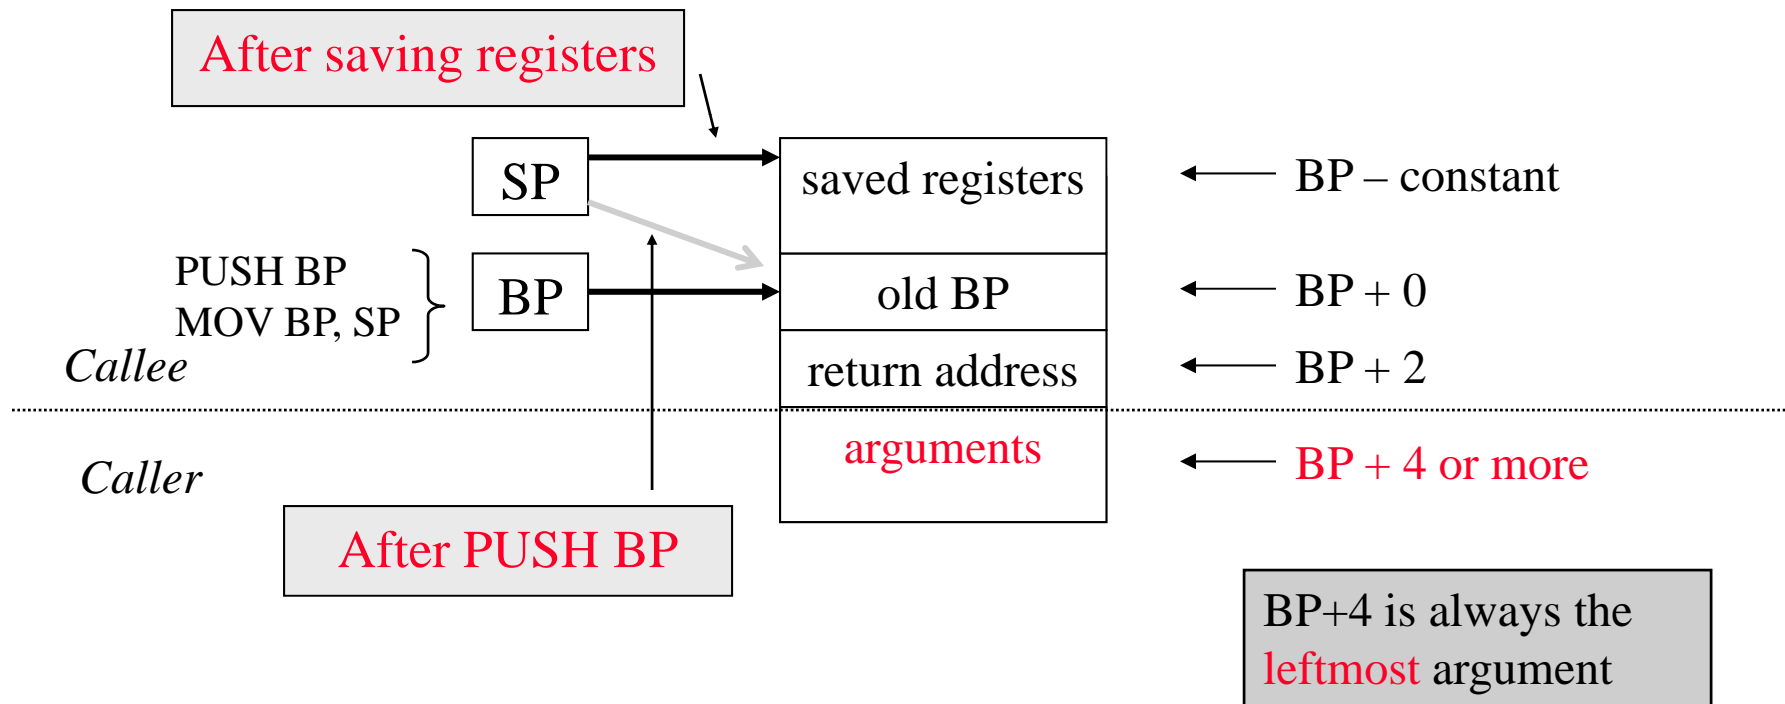 After saving registers
SP
saved registers
BP – constant
PUSH BP
MOV BP, SP
BP
old BP
BP + 0
Callee
return address
BP + 2
arguments
BP + 4 or more
Caller
After PUSH BP
BP+4 is always the
leftmost argument